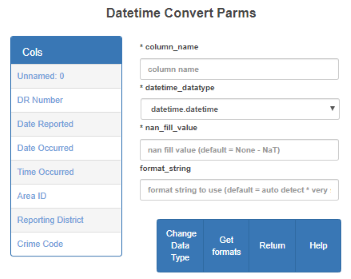 Datetime Convert Parms
Cols
Unnamed: 0
DR Number
Date Reported
Date Occurred
Time Occurred
Area ID
Reporting District
Crime Code
* column_name
column name
* datetime_datatype
datetime.datetime
* nan_fill_value
nan fill value (default = None - NaT)
format_string
format string to use (default = auto detect * very
Change
Data
Type
Get
formats
Return
Help